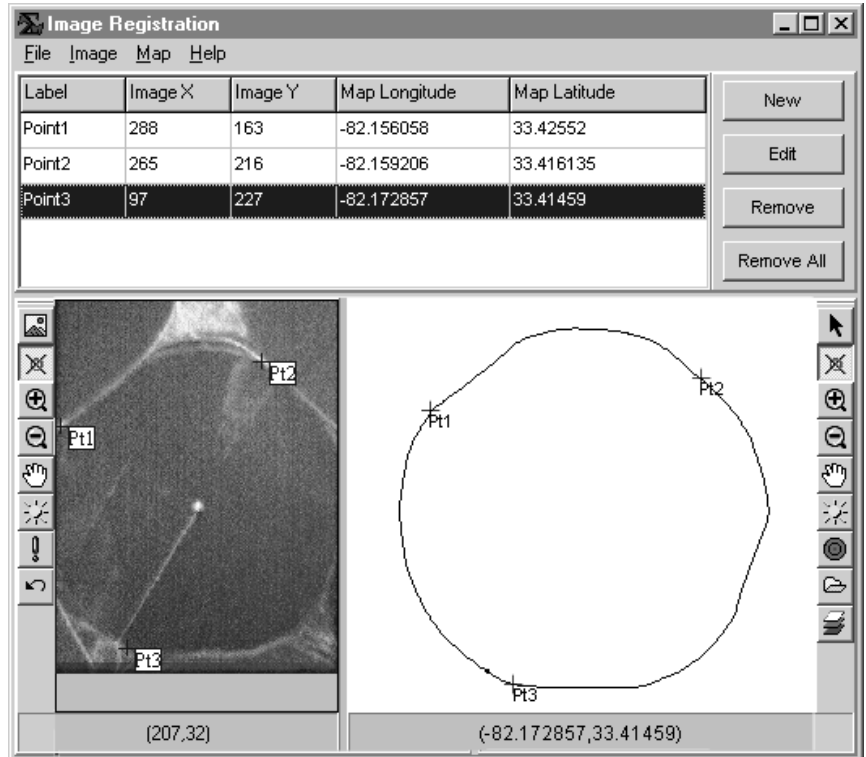 Image Registration
File Image Map Help
Label Image X Image Y Map Longitude Map Latitude
Point1 288 163 -82.156058 33.42552
Point2 265 216 -82.159206 33.416135
Point3 97 227 -82.172857 33.41459
New
Edit
Remove
Remove All
Pt2
Pt1
Pt3
Pt2
Pt1
Pt3
(207,32)
(-82.172857,33.41459)